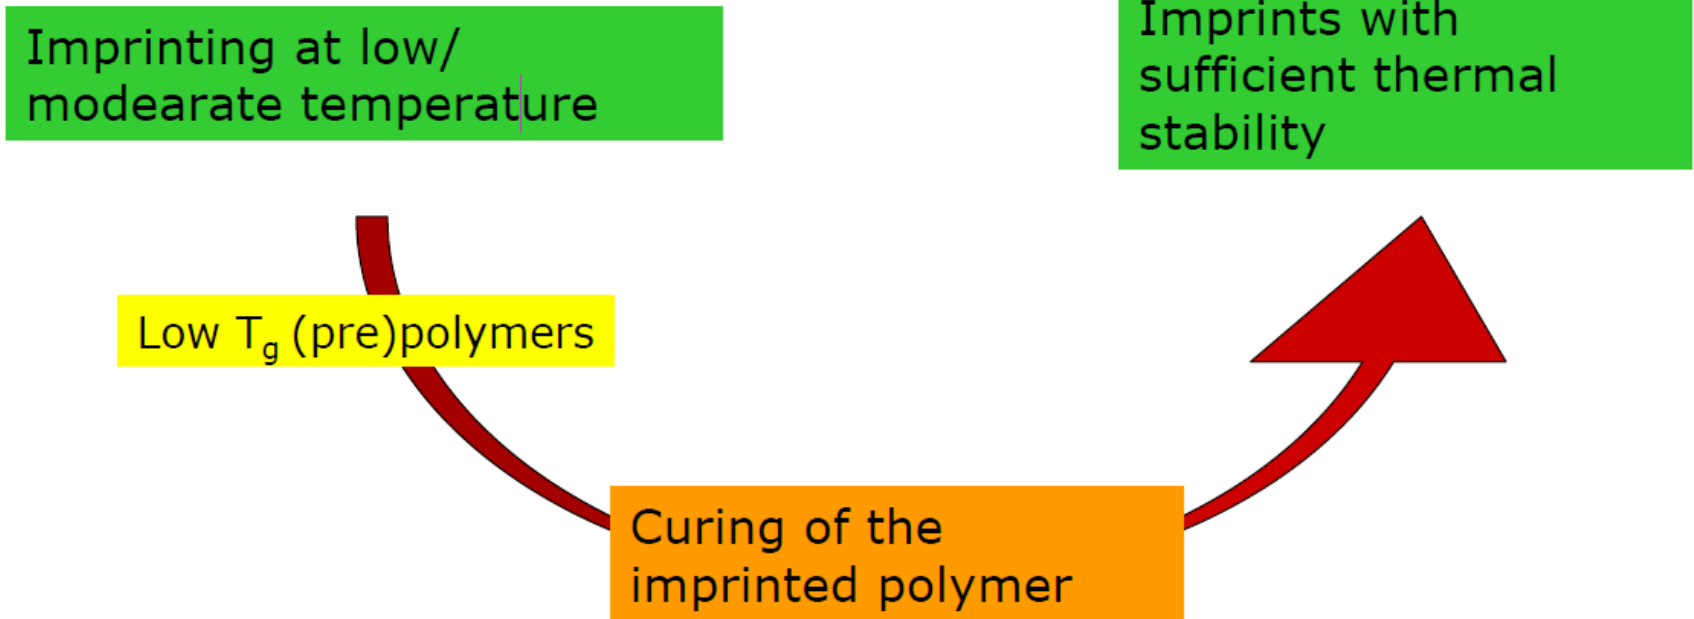 Imprinting at low/
modearate temperature
Imprints with
sufficient thermal
stability
Low Tg (pre)polymers
Curing of the
imprinted polymer